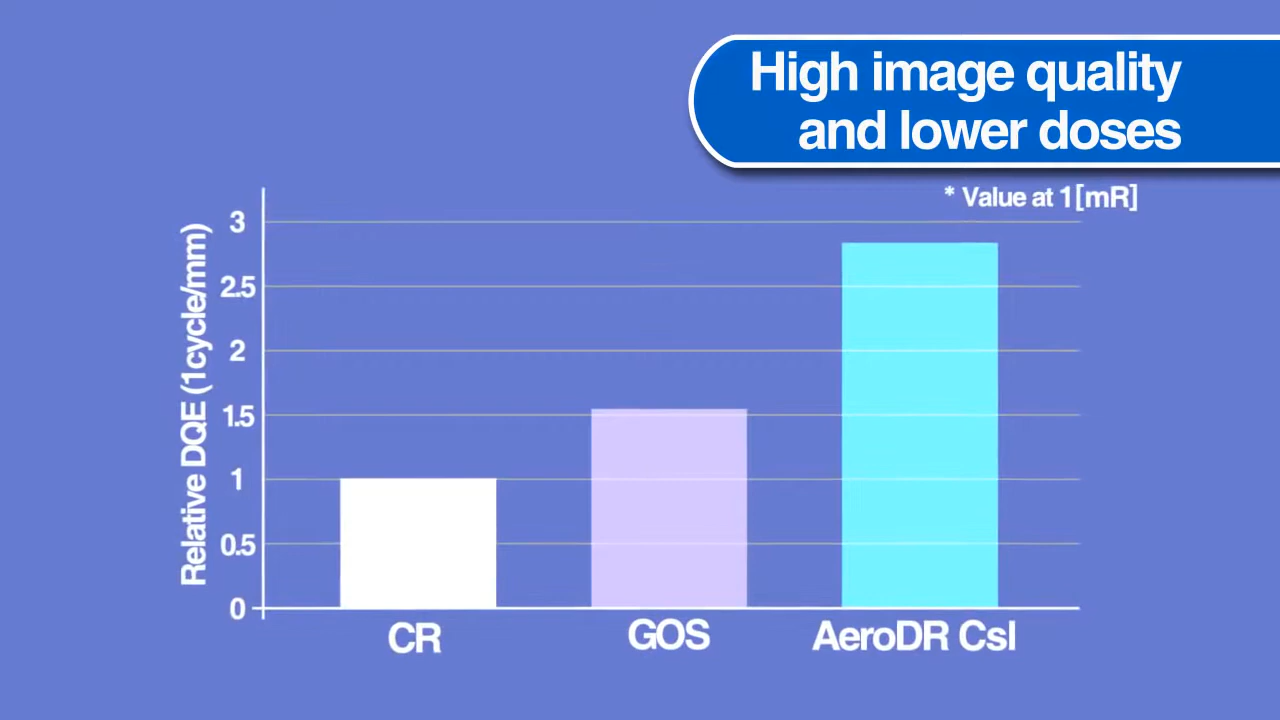 High image quality
and lower doses
* Value at 1[mR]
Relative DQE (1cycle/mm)
3
2.5
2
1.5
1
0.5
0
CR
GOS
AeroDR CsI